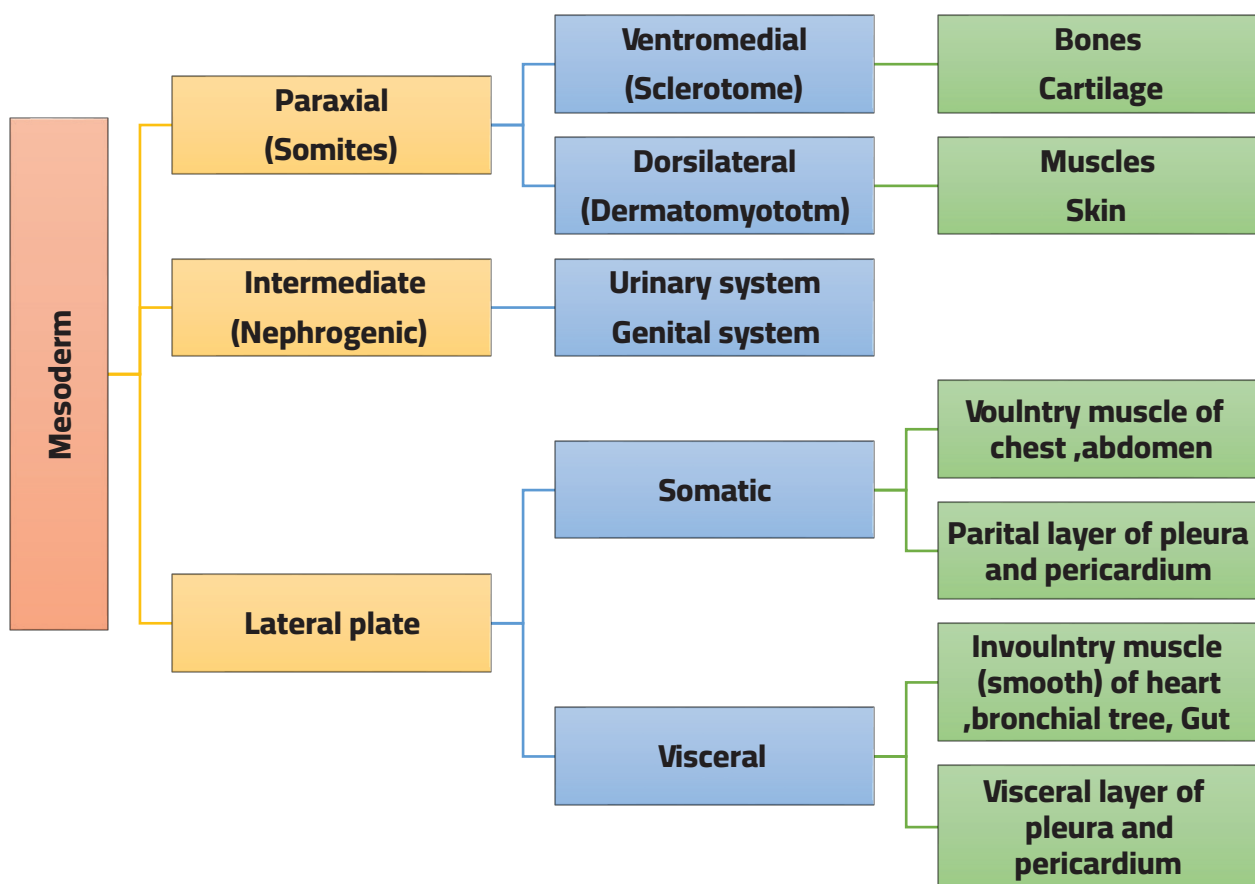 Mesoderm
Paraxial
(Somites)
Ventromedial
(Sclerotome)
Bones
Cartilage
Dorsilateral
(Dermatomyototm)
Muscles
Skin
Intermediate
(Nephrogenic)
Urinary system
Genital system
Lateral plate
Somatic
Voulntry muscle of
chest ,abdomen
Parital layer of pleura
and pericardium
Visceral
Invoulntry muscle
(smooth) of heart
,bronchial tree, Gut
Visceral layer of
pleura and
pericardium